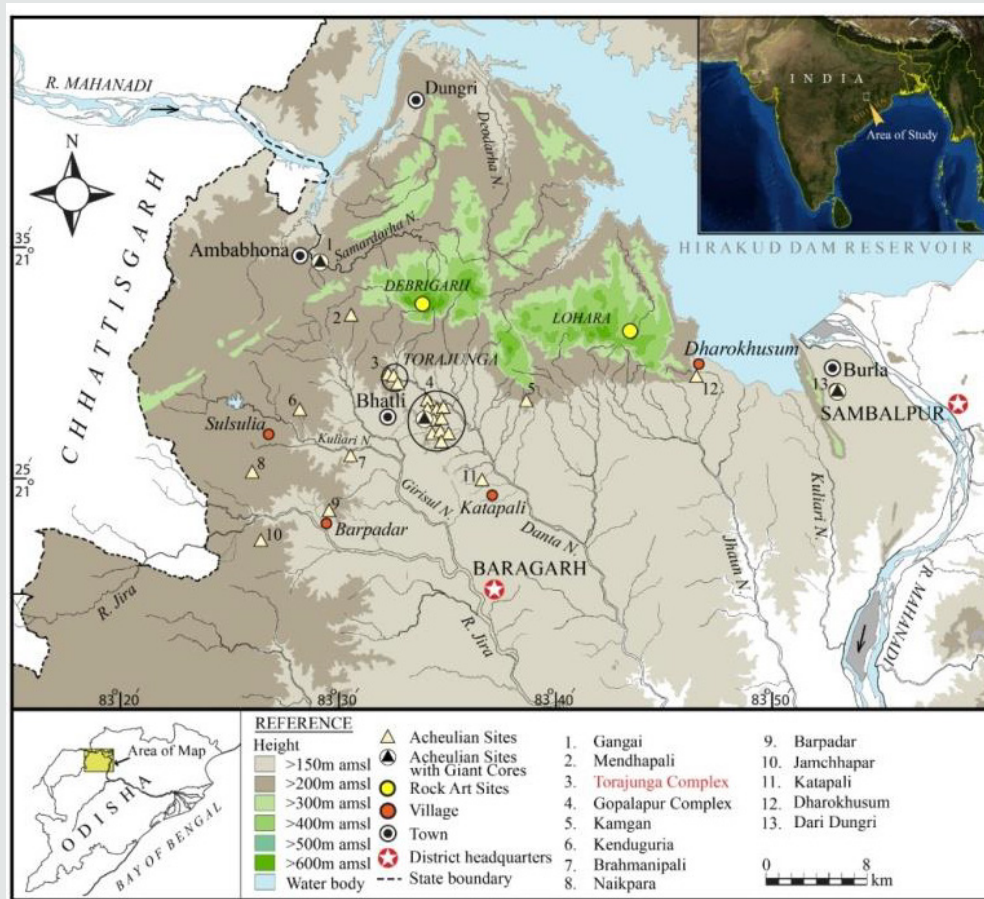 R. MAHANADI
Dungri
Deodarha N.
INDIA
Area of Study
N
CHHATTISGARH
35
21°
Ambabhona
1
Samardarha N.
HIRAKUD DAM RESERVOIR
DEBRIGARH
2
LOHARA
3
TORAJUNGA
Dharokhusum
4
5
12
Burla
13
SAMBALPUR
Bhatli
6
Sulsulia
Kuliari N
7
8
25
21°
11
Katapali
Girisul N
Danta N.
Kuliari N.
9
Barpadar
10
Jhaun N.
BARAGARH
R. Jira
R. Jira
R. MAHANADI
83°20
83°30
83°40
83°50
Area of Map
ODISHA
BAY OF BENGAL
REFERENCE
Height
>150m amsl
>200m amsl
>300m amsl
>400m amsl
>500m amsl
>600m amsl
Water body
Acheulian Sites
Acheulian Sites
with Giant Cores
Rock Art Sites
Village
Town
District headquarters
State boundary
1. Gangai
2. Mendhapali
3. Torajunga Complex
4. Gopalapur Complex
5. Kamgan
6. Kenduguria
7. Brahmanipali
8. Naikpara
9. Barpadar
10. Jamchhapar
11. Katapali
12. Dharokhusum
13. Dari Dungri
0 8
km